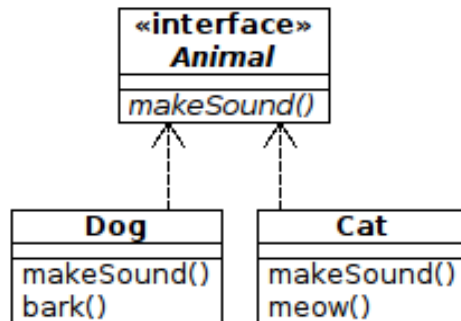 «interface»
Animal
makeSound()
Dog
makeSound()
bark()
Cat
makeSound()
meow()